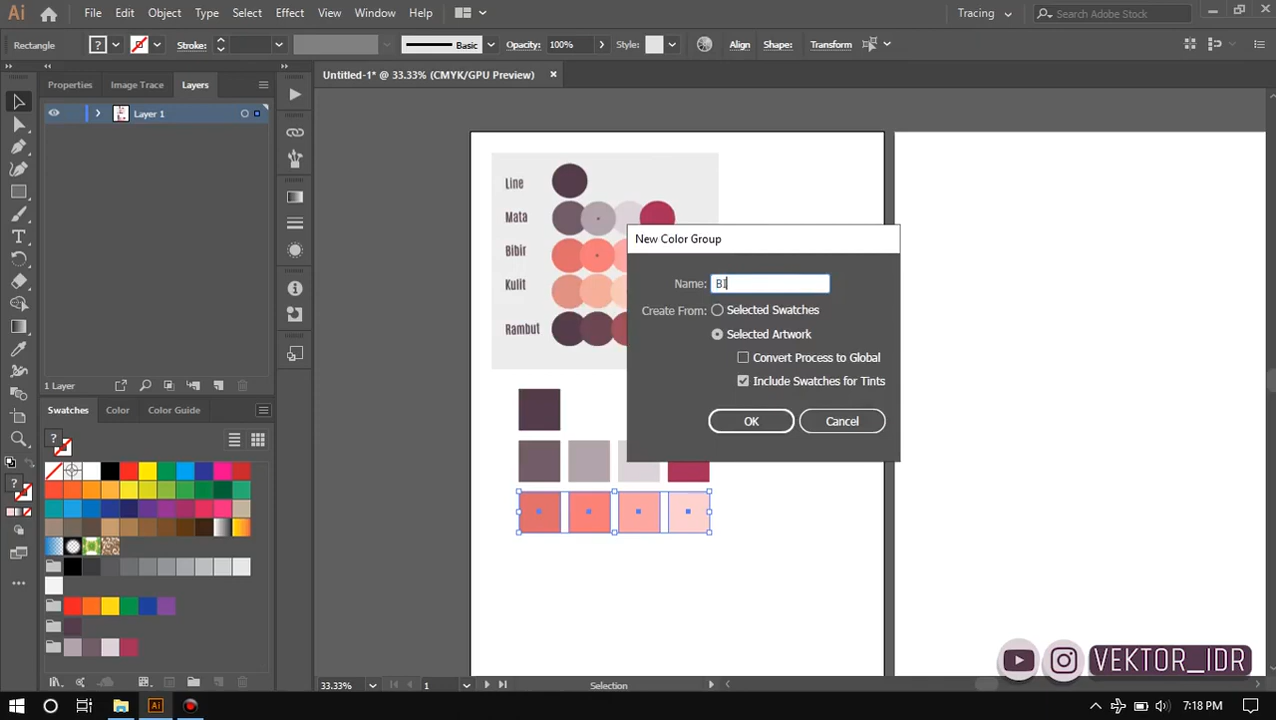 Ai File Edit Object Type Select Effect View Window Help Tracing Search Adobe Stock
Rectangle Stroke: Basic Opacity: 100% Style: Align Shape: Transform
Properties Image Trace Layers
Untitled-1* @ 33.33% (CMYK/GPU Preview)
Layer 1
Line
Mata
Bibir
Kulit
Rambut
New Color Group
Name: BI
Create From: Selected Swatches
Selected Artwork
Convert Process to Global
Include Swatches for Tints
OK Cancel
1 Layer
Swatches Color Color Guide
VEKTOR_IDR
33.33% 1 Selection
Ai 7:18 PM